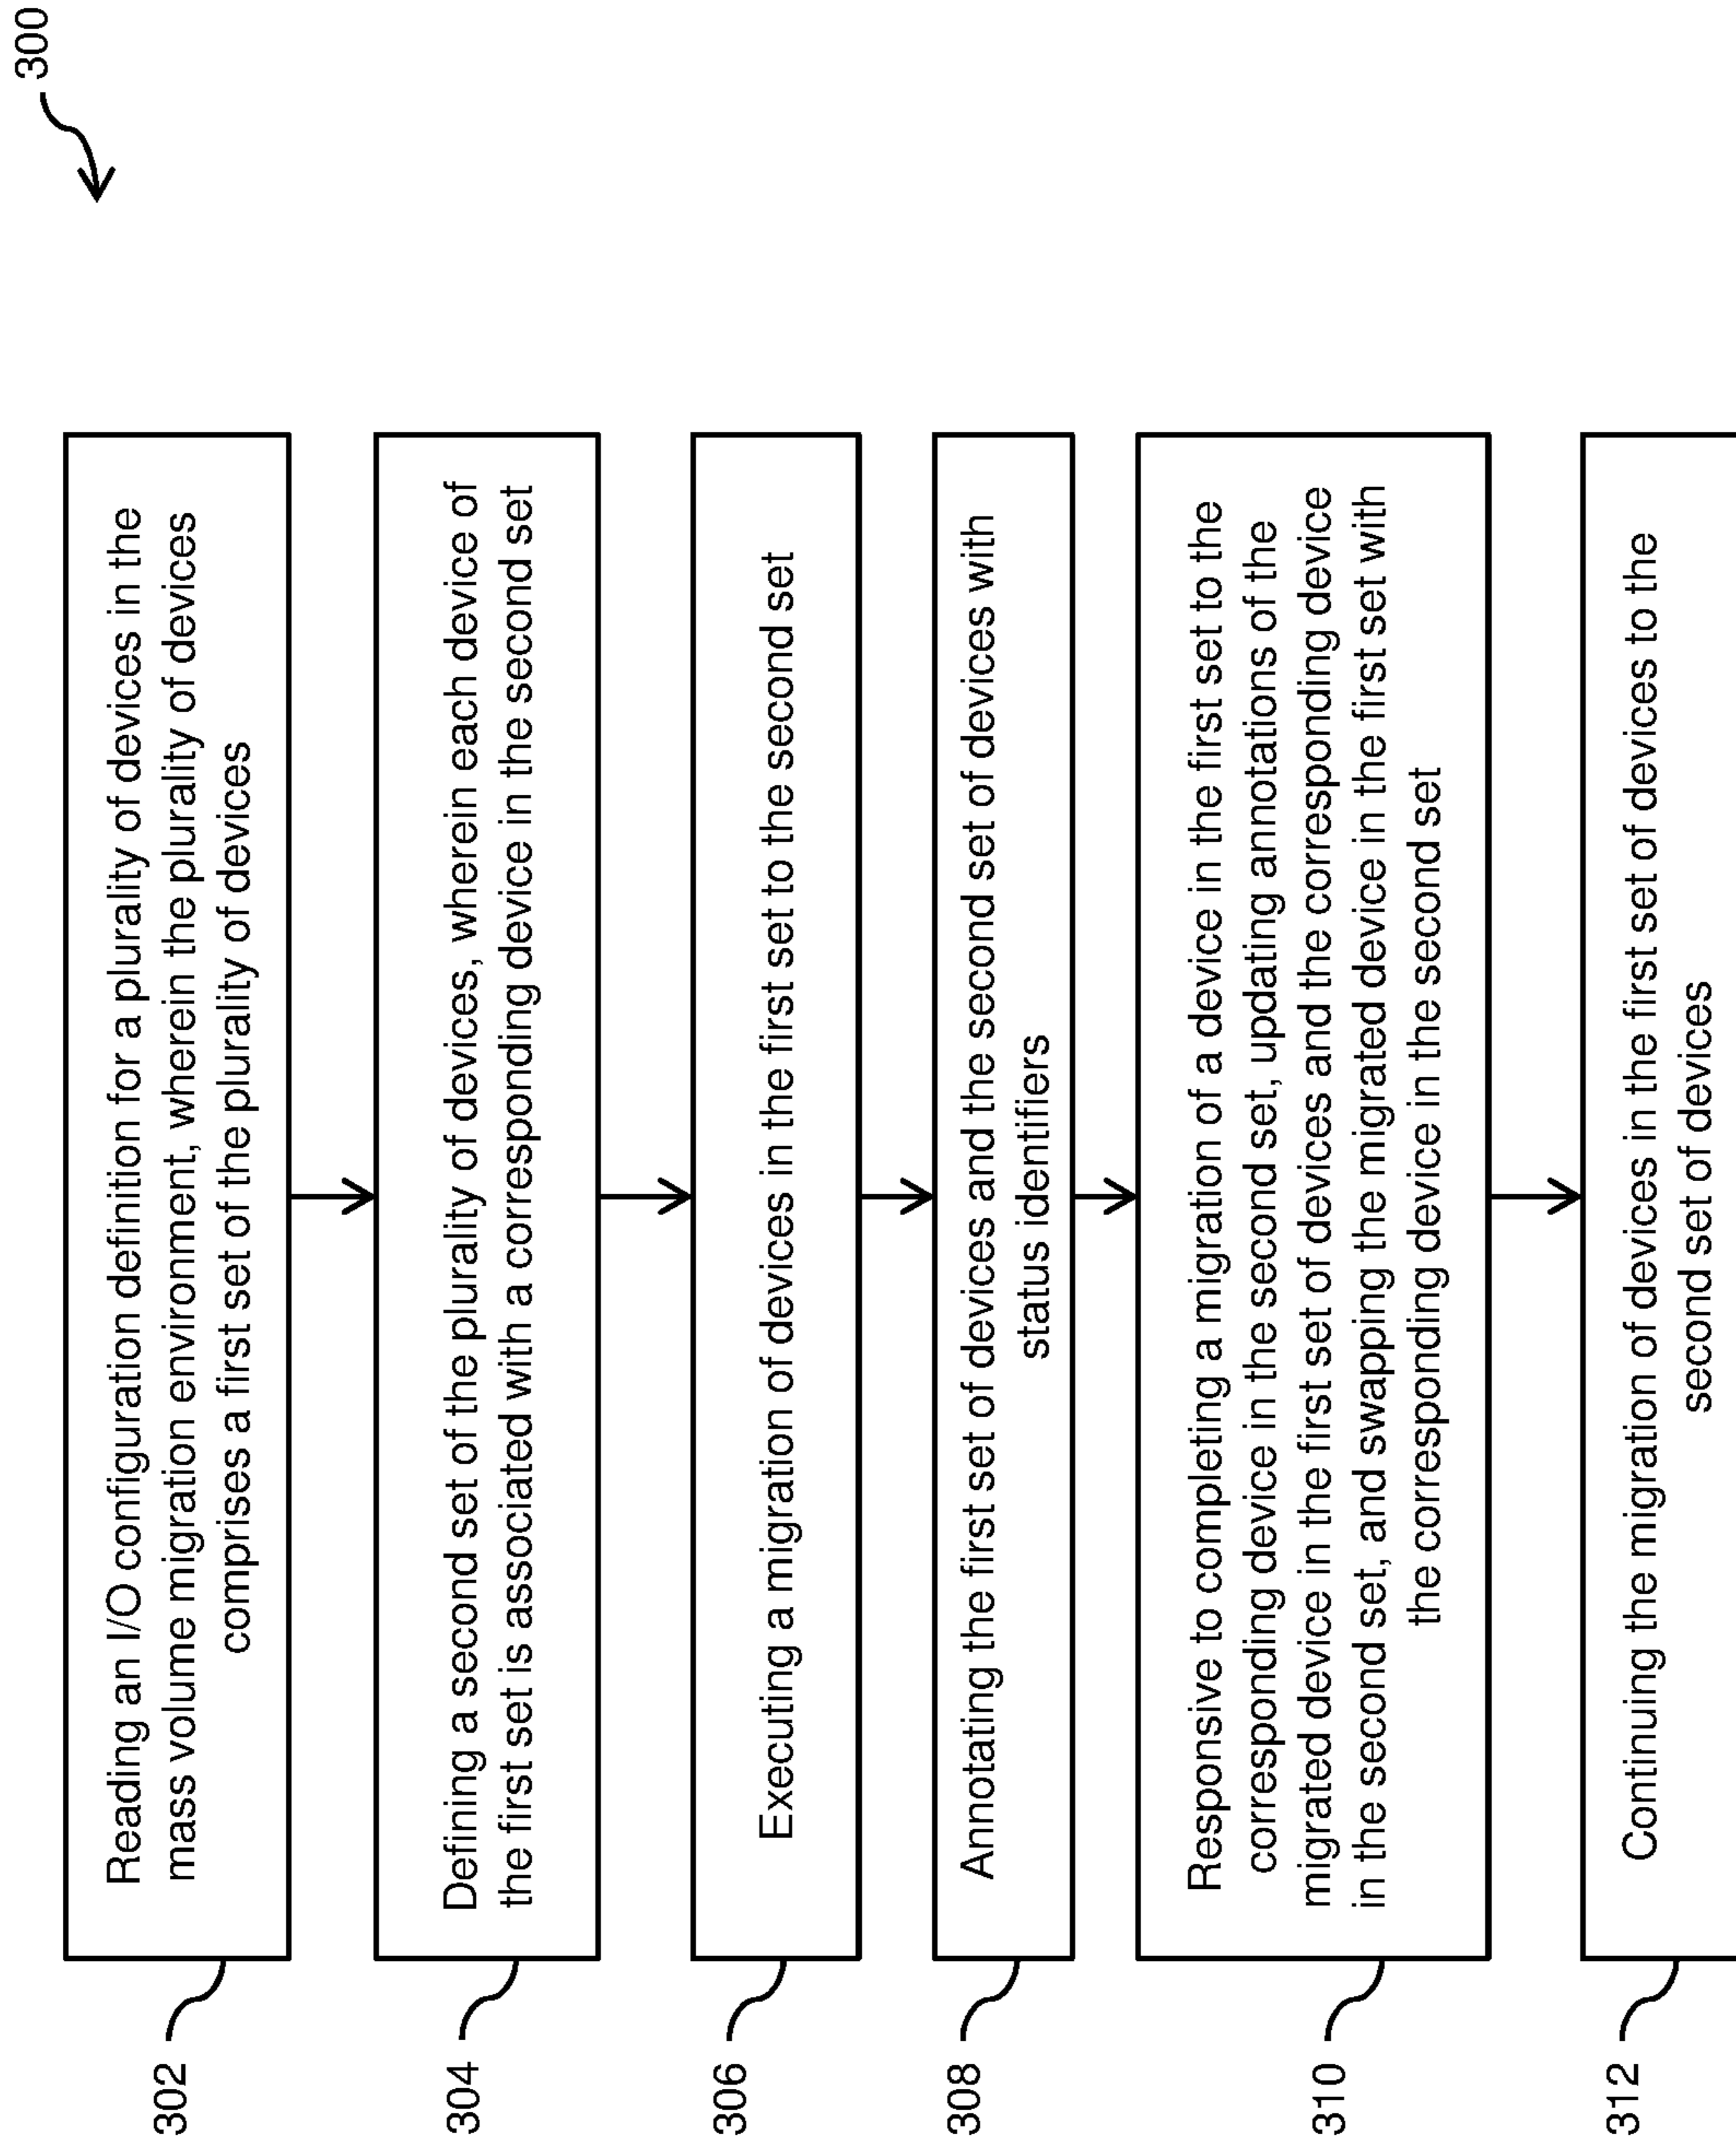 300
302
Reading an I/O configuration definition for a plurality of devices in the
mass volume migration environment, wherein the plurality of devices
comprises a first set of the plurality of devices
304
Defining a second set of the plurality of devices, wherein each device of
the first set is associated with a corresponding device in the second set
306
Executing a migration of devices in the first set to the second set
308
Annotating the first set of devices and the second set of devices with
status identifiers
310
Responsive to completing a migration of a device in the first set to the
corresponding device in the second set, updating annotations of the
migrated device in the first set of devices and the corresponding device
in the second set, and swapping the migrated device in the first set with
the corresponding device in the second set
312
Continuing the migration of devices in the first set of devices to the
second set of devices